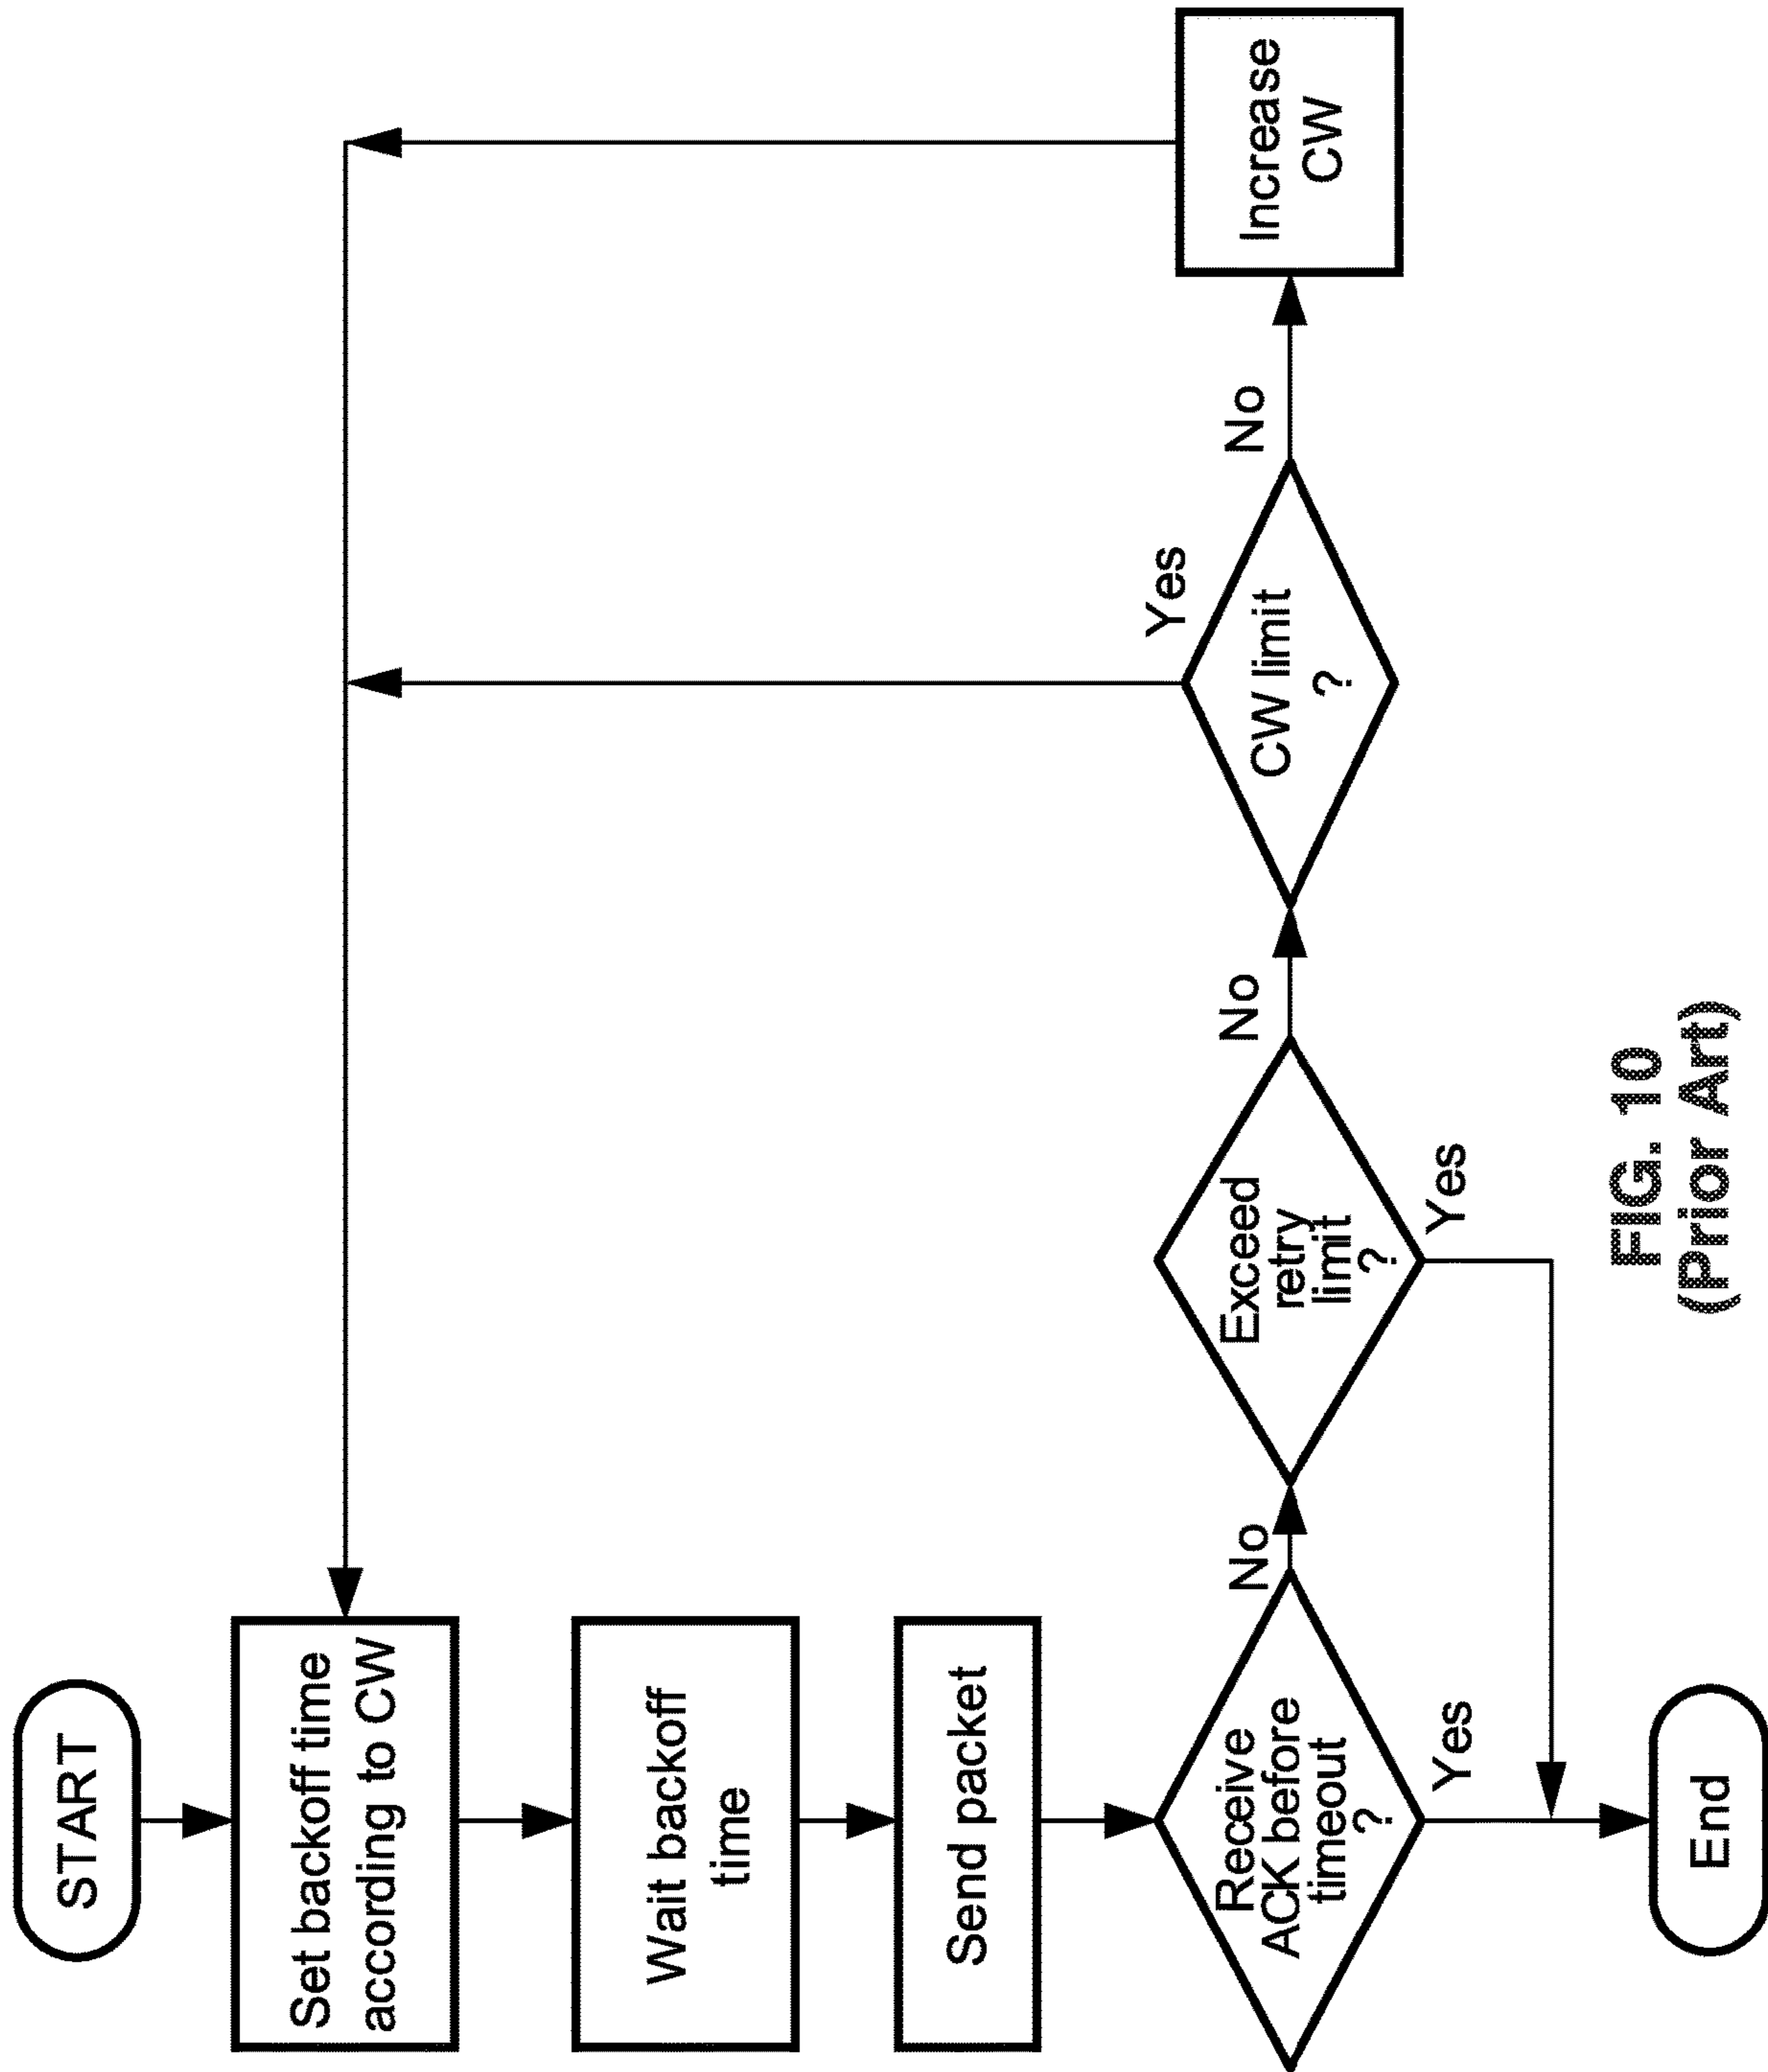 START
Set backoff time
according to CW
Wait backoff
time
Send packet
Receive
ACK before
timeout
?
No
Yes
Exceed
retry
limit
?
No
Yes
CW limit
?
Yes
No
Increase
CW
End
FIG. 10
(Prior Art)